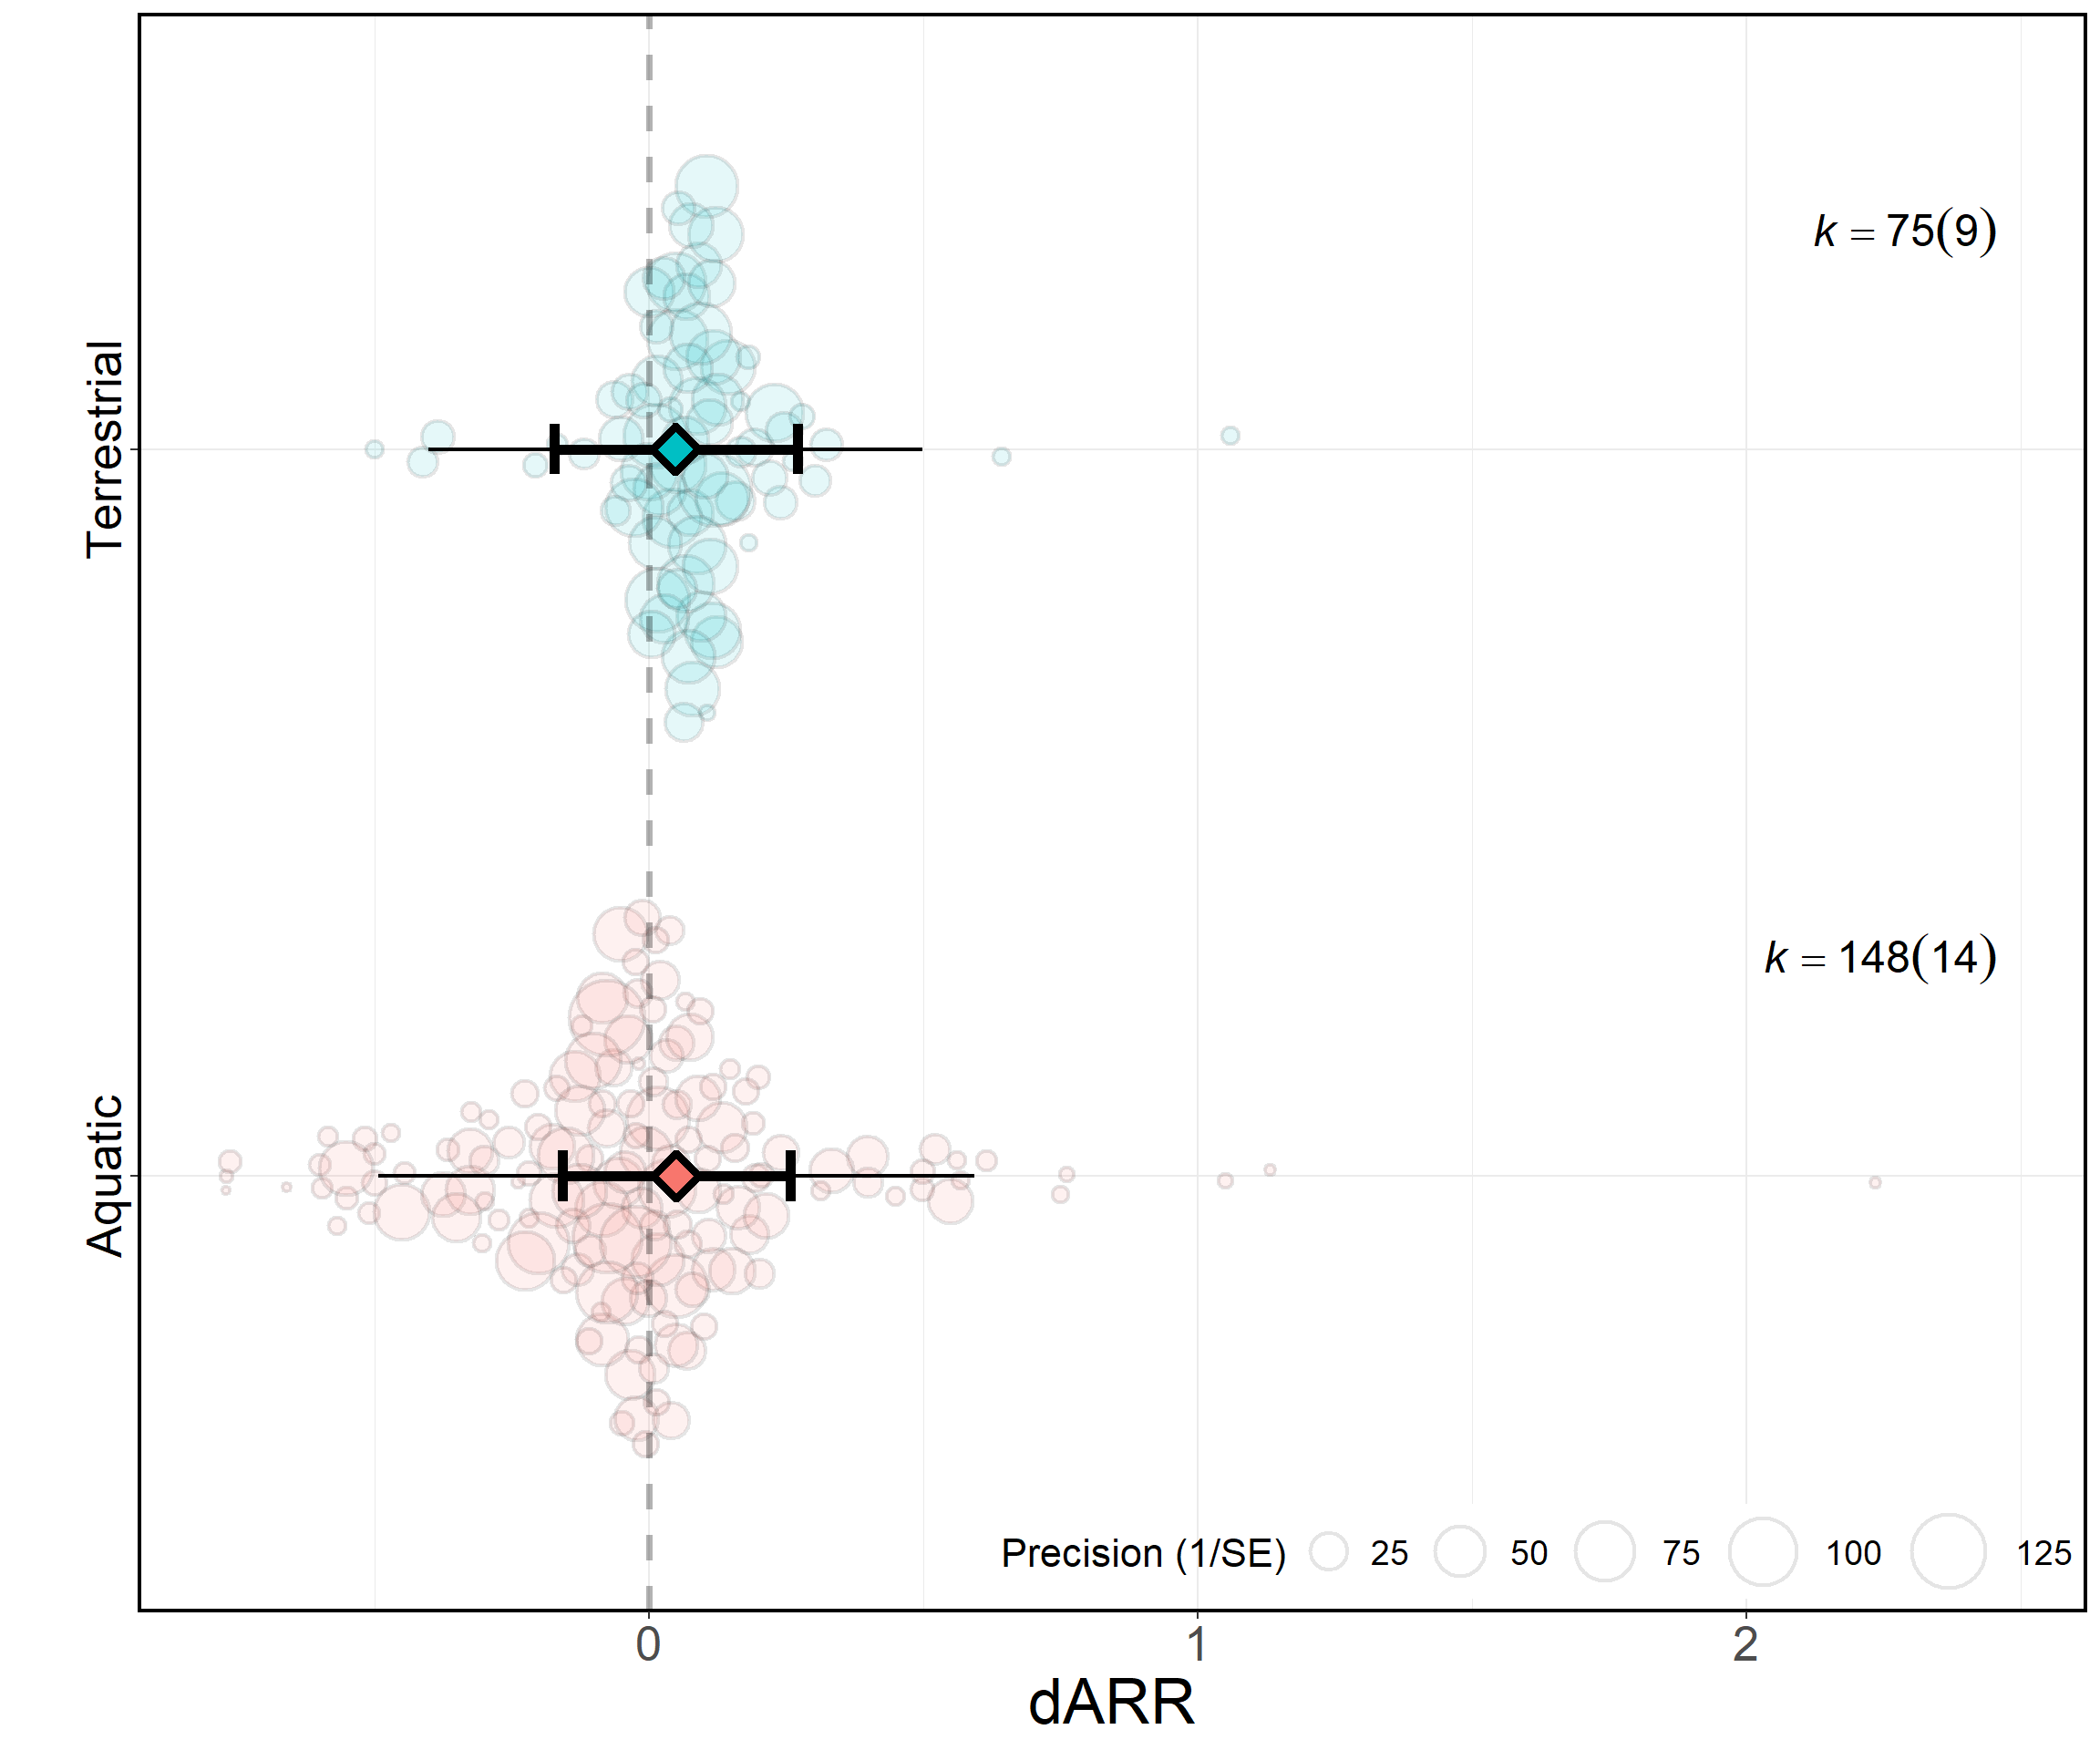 Terrestrial
k = 75(9)
Aquatic
k = 148(14)
Precision (1/SE) 25 50 75 100 125
0 1 2
dARR